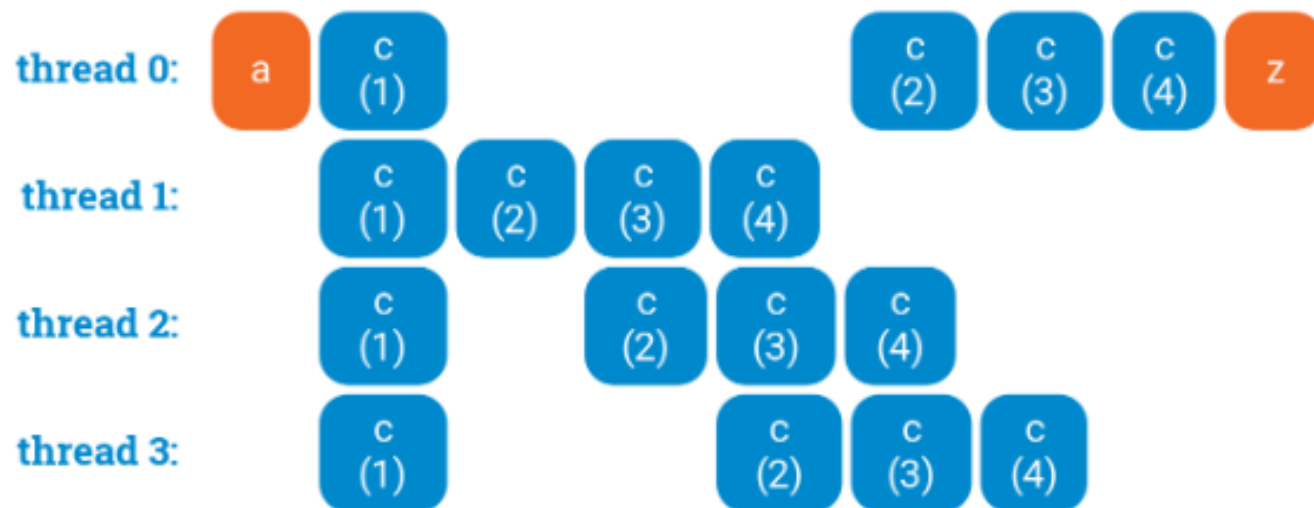 thread 0: a c (1) c (2) c (3) c (4) z
thread 1: c (1) c (2) c (3) c (4)
thread 2: c (1) c (2) c (3) c (4)
thread 3: c (1) c (2) c (3) c (4)